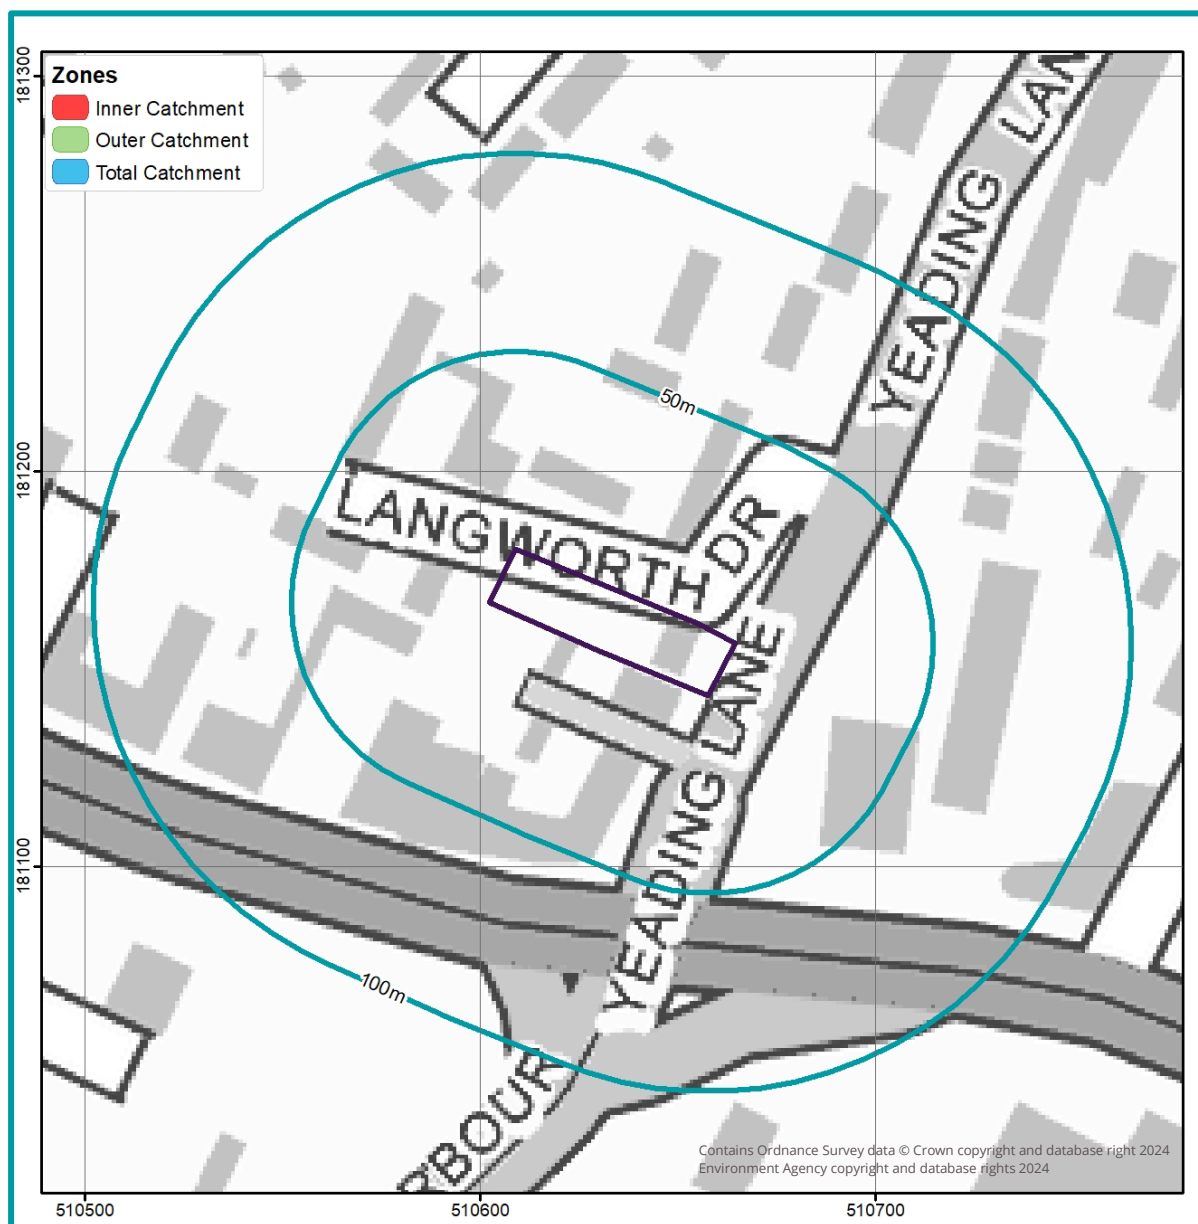 Zones
Inner Catchment
Outer Catchment
Total Catchment
181300
181200
181100
510500
510600
510700
50m
100m
LAN
YEADING
LANGWORTH DR
YEADING LANE
RBOUR
Contains Ordnance Survey data © Crown copyright and database right 2024
Environment Agency copyright and database rights 2024